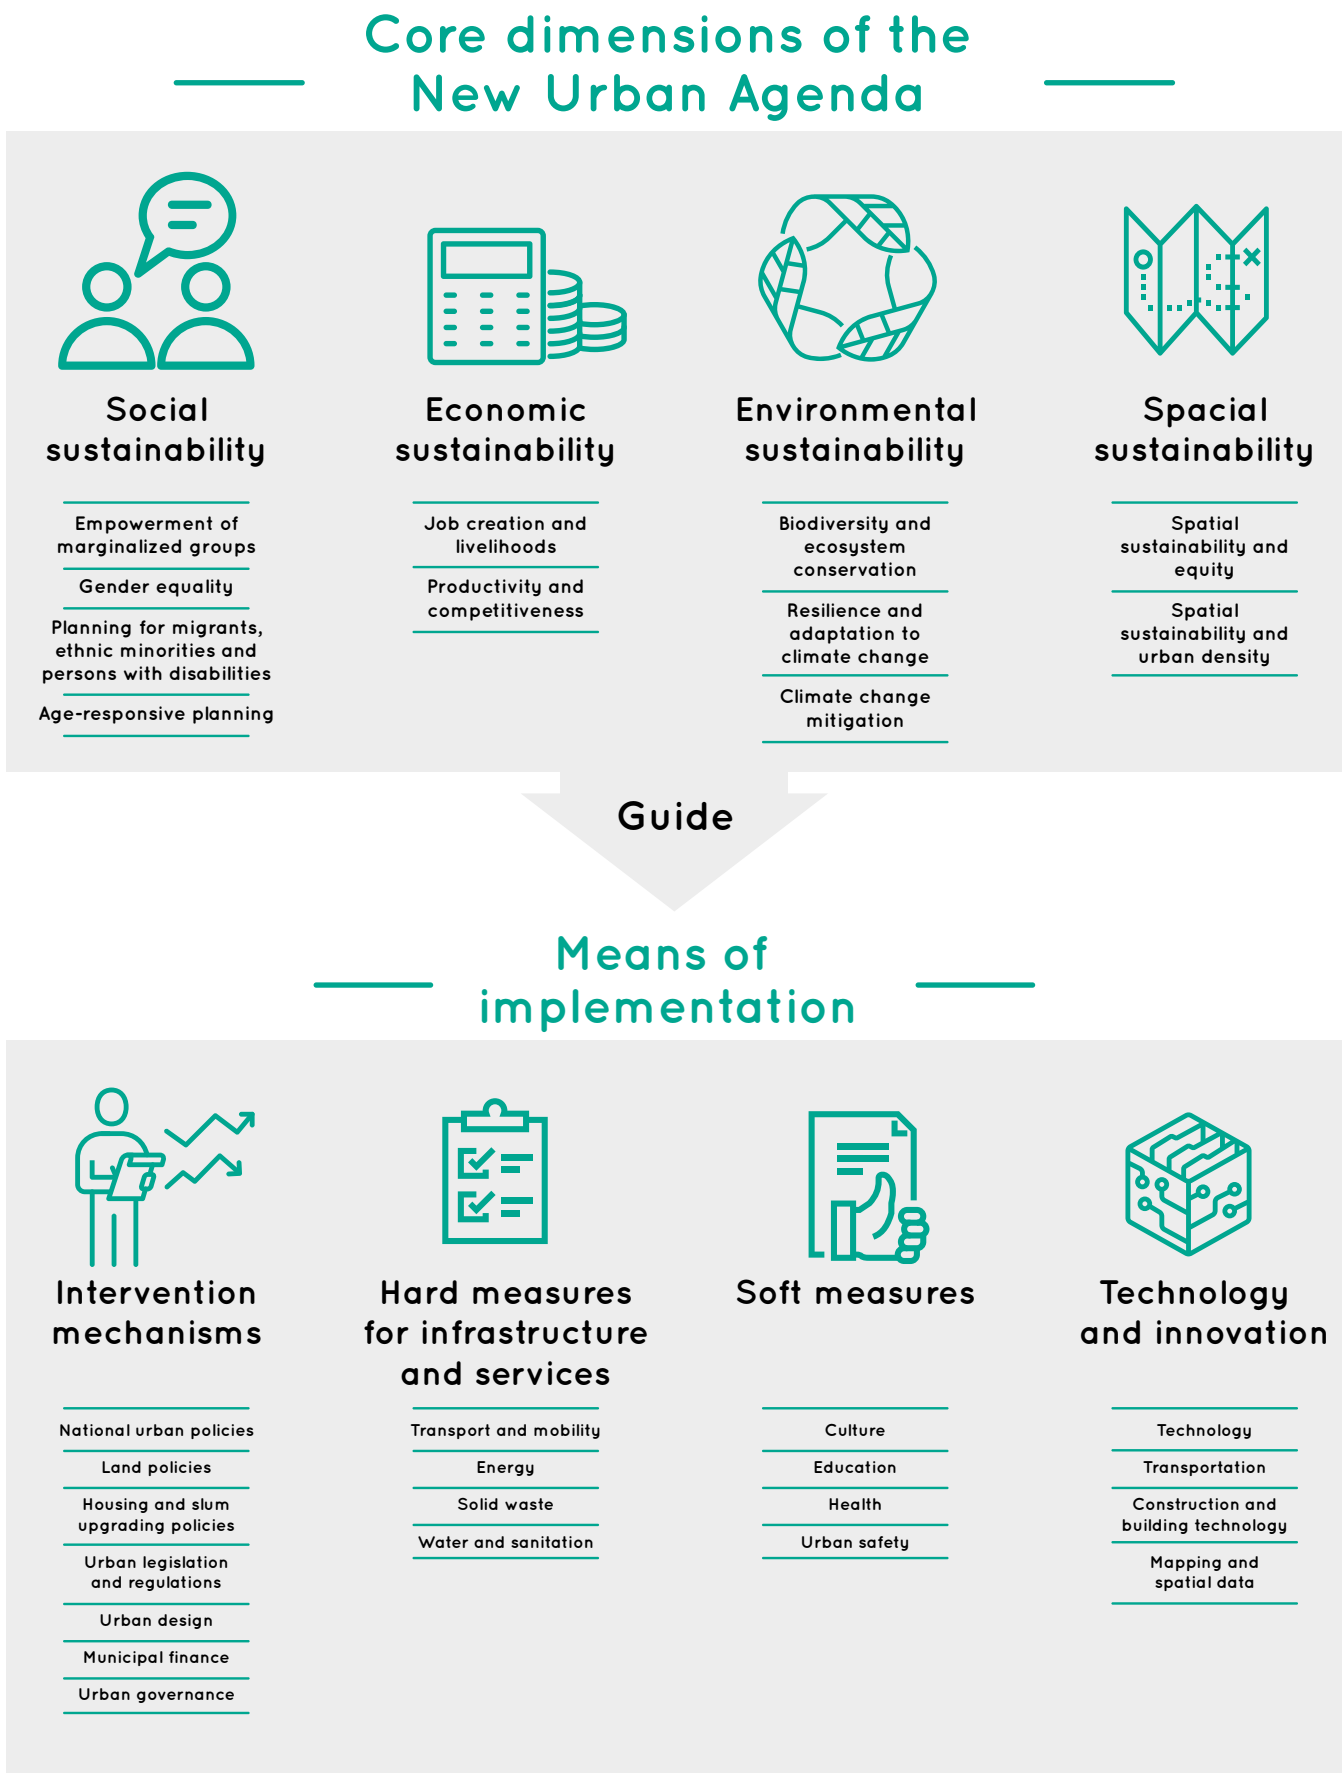 Core dimensions of the
New Urban Agenda
Social
sustainability
Empowerment of
marginalized groups
Gender equality
Planning for migrants,
ethnic minorities and
persons with disabilities
Age-responsive planning
Economic
sustainability
Job creation and
livelihoods
Productivity and
competitiveness
Environmental
sustainability
Biodiversity and
ecosystem
conservation
Resilience and
adaptation to
climate change
Climate change
mitigation
Spacial
sustainability
Spatial
sustainability and
equity
Spatial
sustainability and
urban density
Guide
Means of
implementation
Intervention
mechanisms
National urban policies
Land policies
Housing and slum
upgrading policies
Urban legislation
and regulations
Urban design
Municipal finance
Urban governance
Hard measures
for infrastructure
and services
Transport and mobility
Energy
Solid waste
Water and sanitation
Soft measures
Culture
Education
Health
Urban safety
Technology
and innovation
Technology
Transportation
Construction and
building technology
Mapping and
spatial data